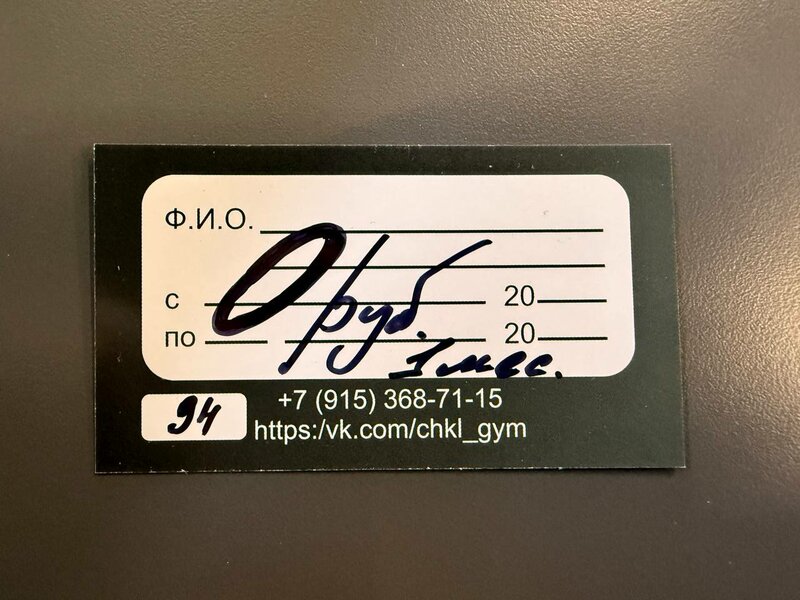 Ф.И.О.
0 руб.
с 20
по 20
1 мес.
94
+7 (915) 368-71-15
https:/vk.com/chkl_gym